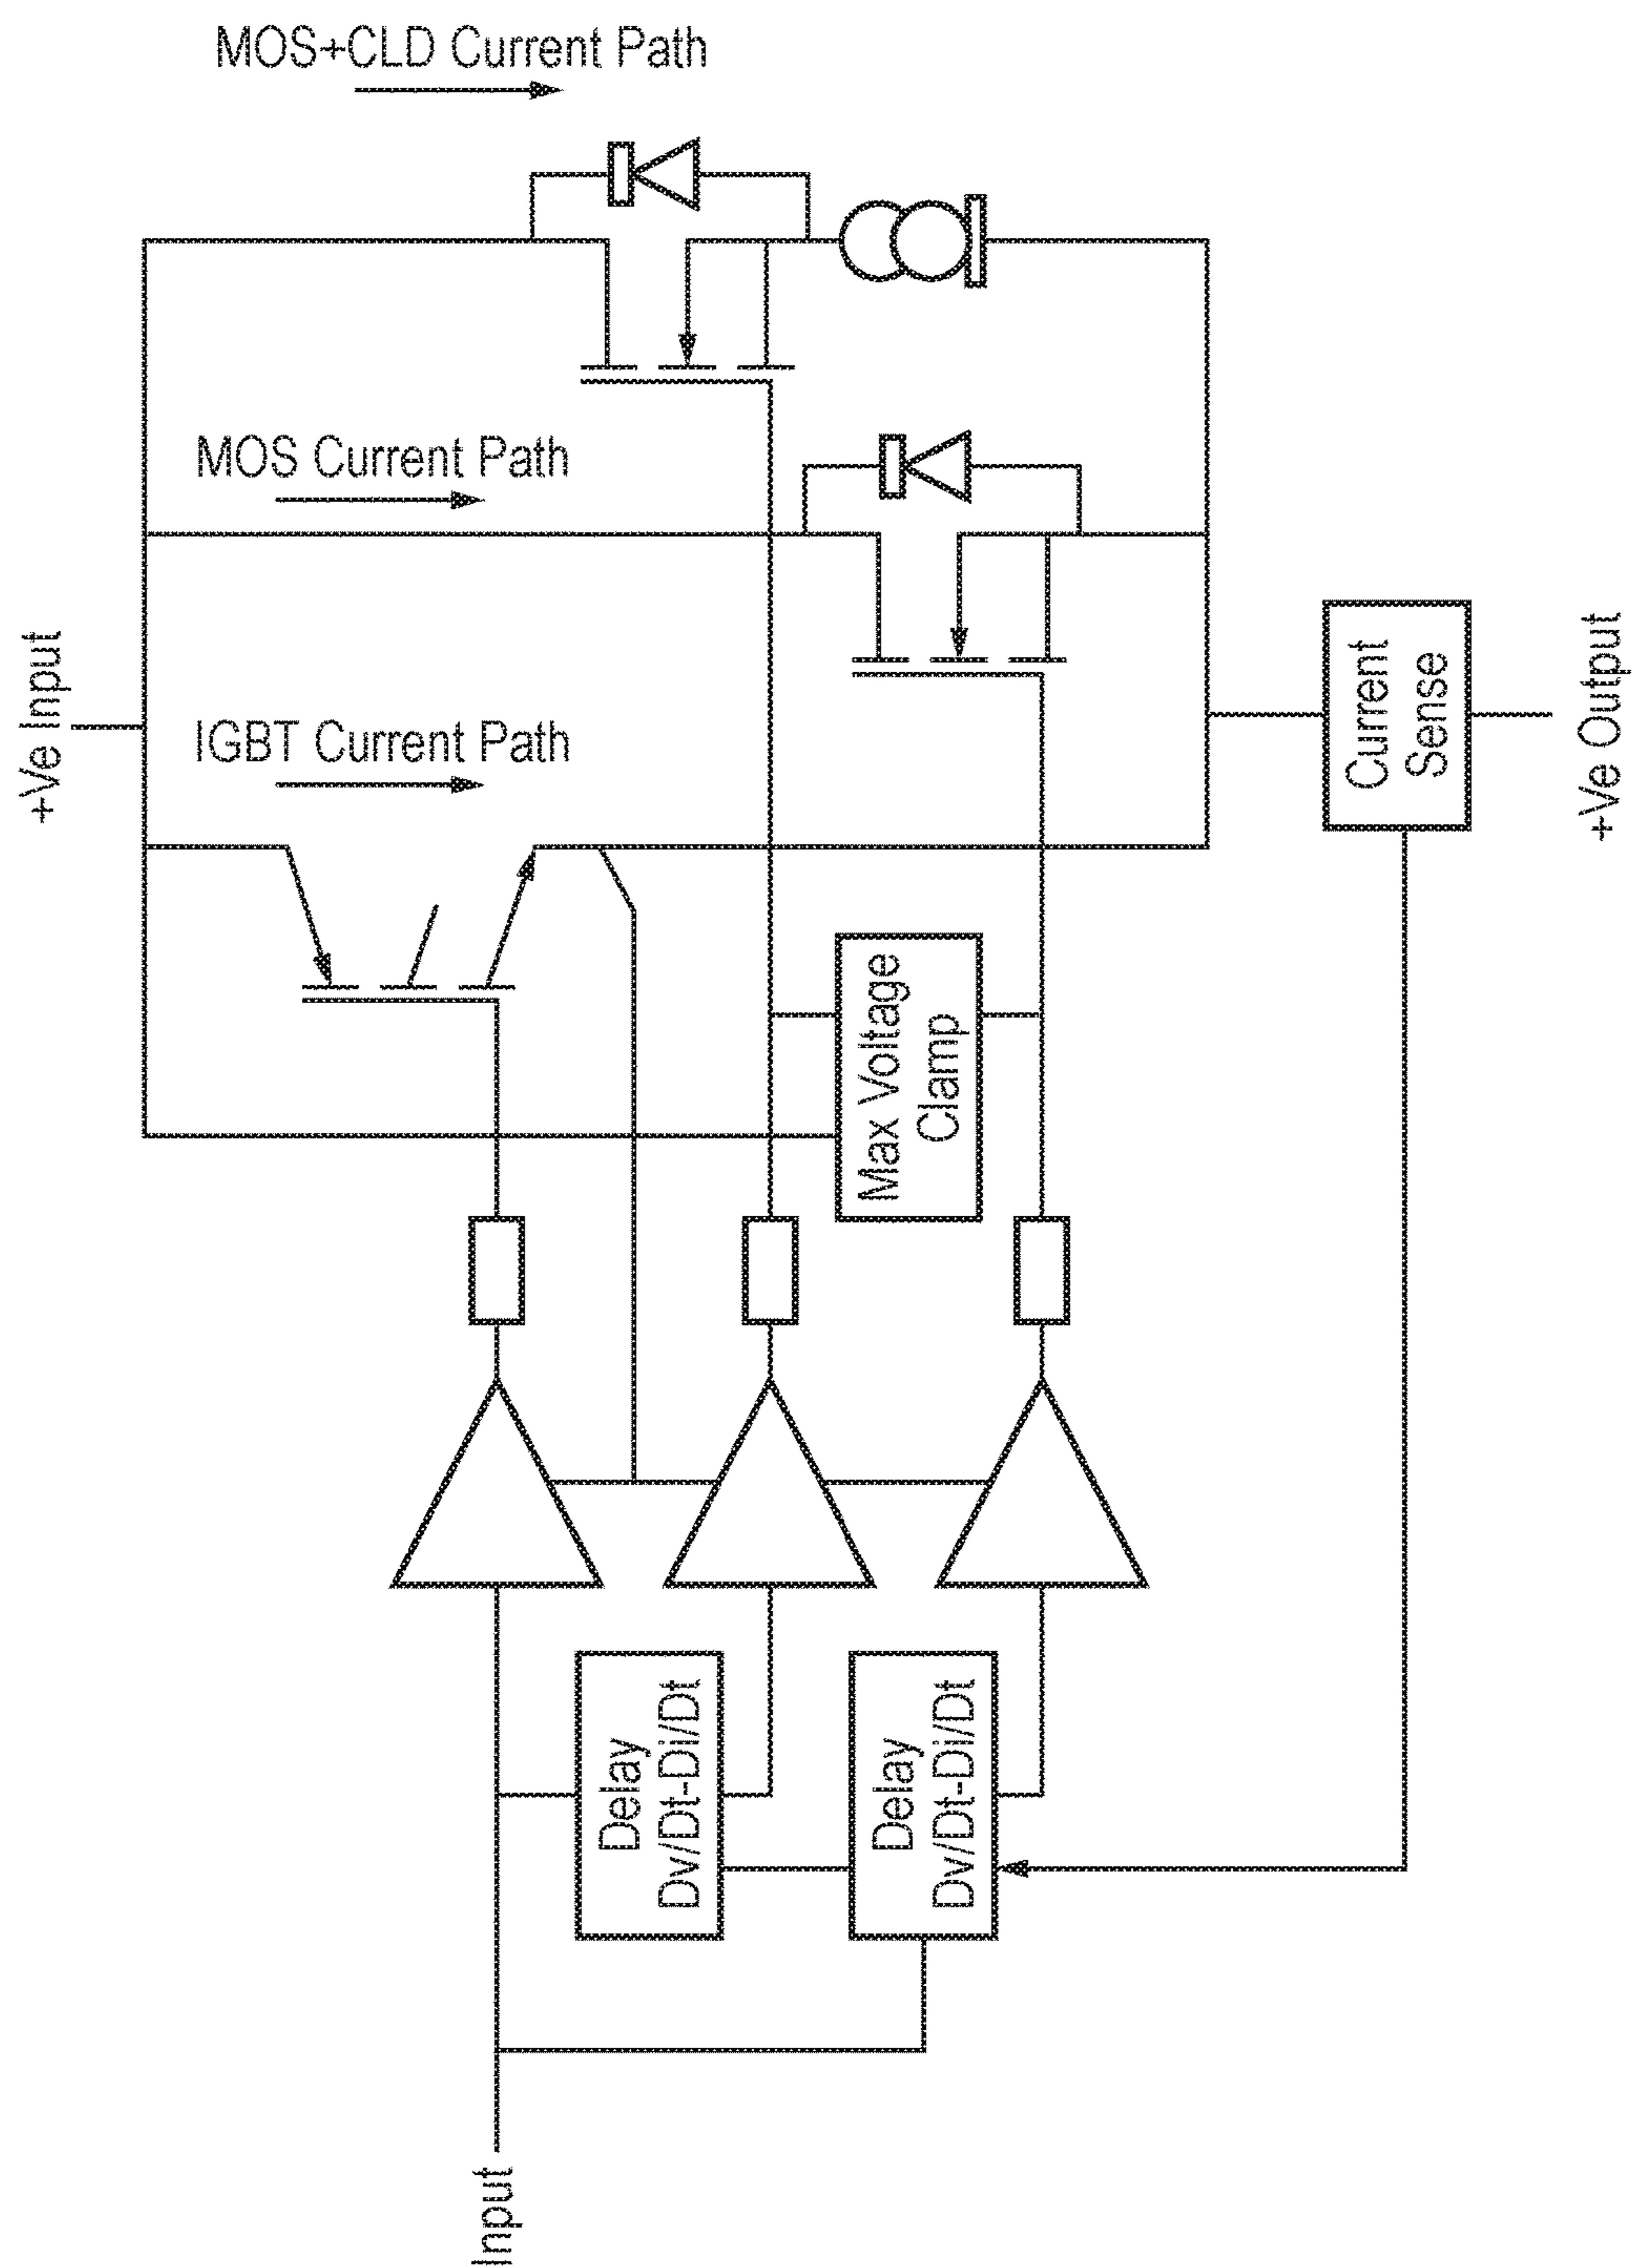 MOS+CLD Current Path
MOS Current Path
+Ve Input
IGBT Current Path
Current
Sense
+Ve Output
Max Voltage
Clamp
Delay
Dv/Dt-Di/Dt
Delay
Dv/Dt-Di/Dt
Input